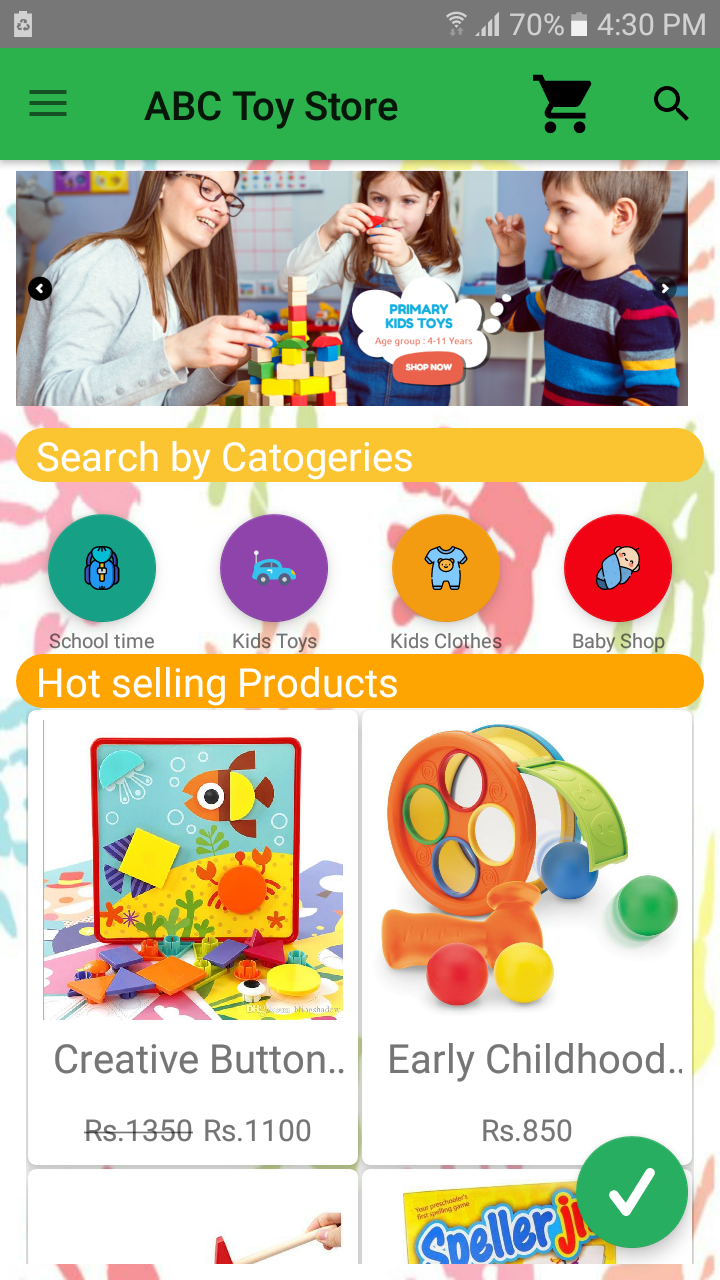 70% 4:30 PM
ABC Toy Store
PRIMARY
KIDS TOYS
Age group : 4-11 Years
SHOP NOW
Search by Catogeries
School time Kids Toys Kids Clothes Baby Shop
Hot selling Products
Creative Button.. Early Childhood..
Rs.1350 Rs.1100 Rs.850
Your preschooler's
first spelling game
Speller